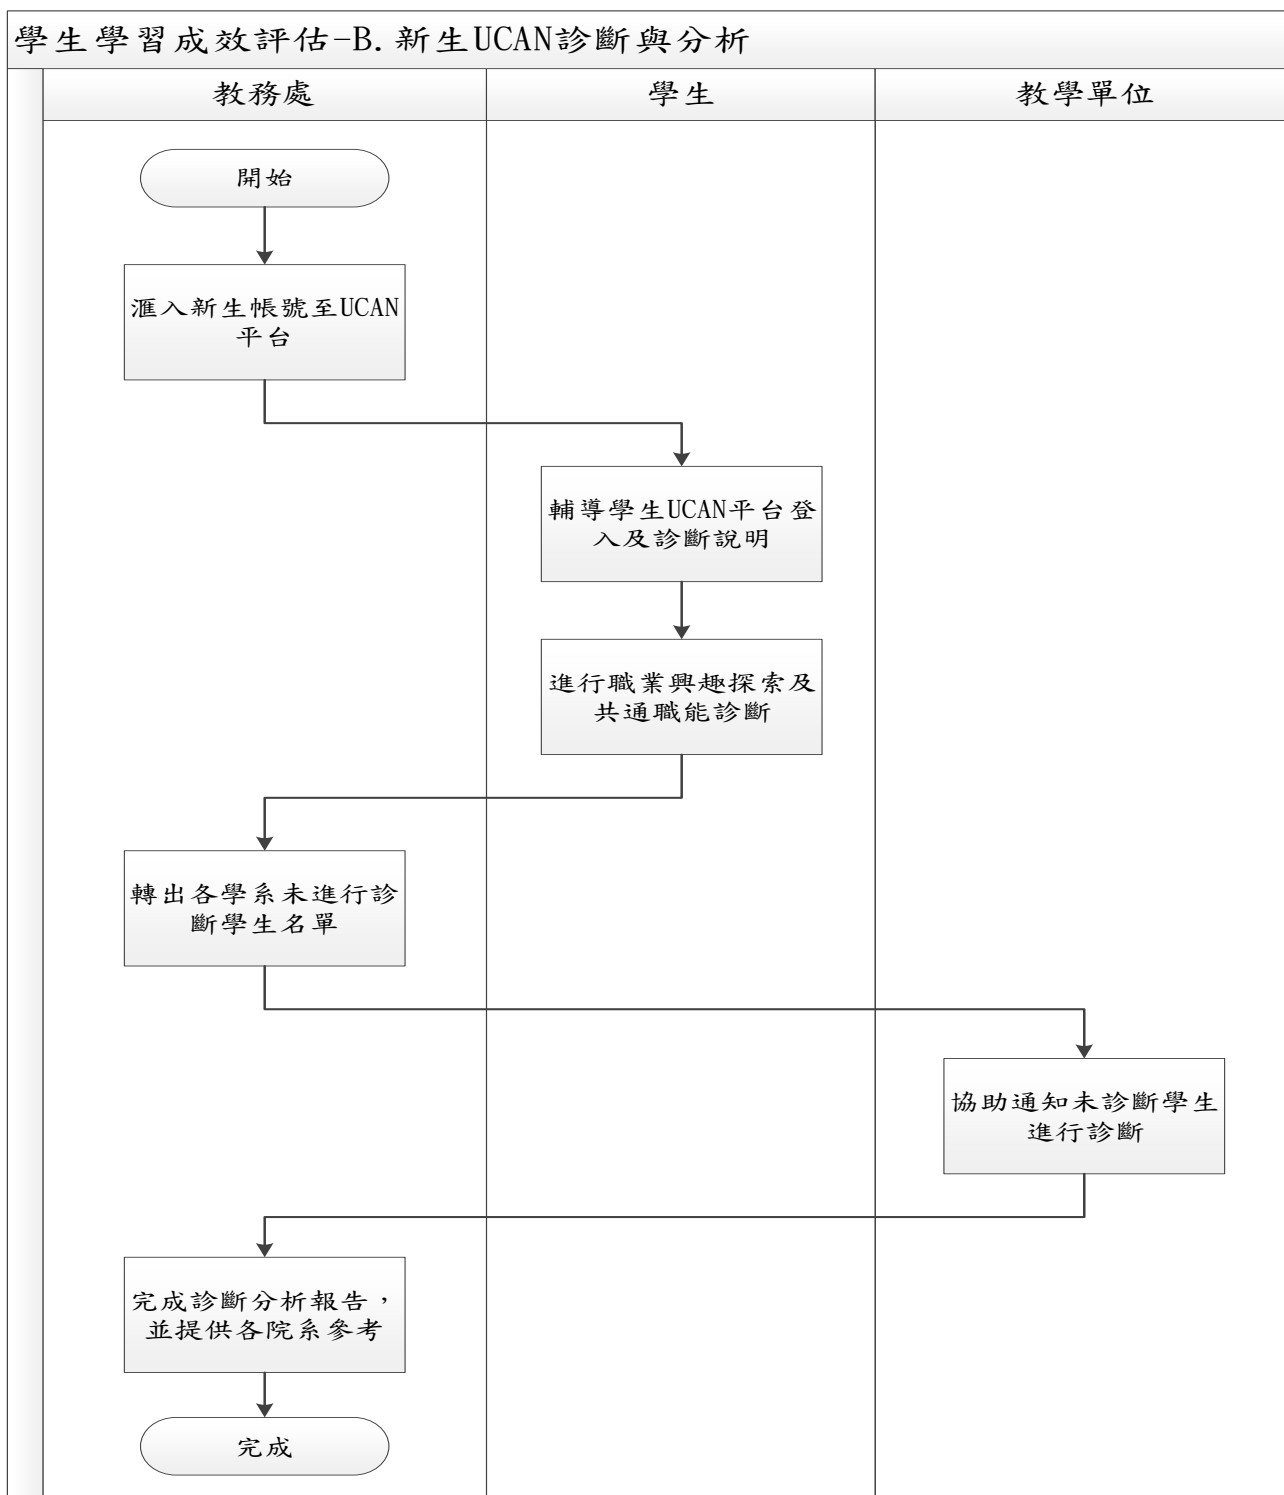 學生學習成效評估-B.新生UCAN診斷與分析
教務處
學生
教學單位
開始
滙入新生帳號至UCAN
平台
輔導學生UCAN平台登
入及診斷說明
進行職業興趣探索及
共通職能診斷
轉出各學系未進行診
斷學生名單
協助通知未診斷學生
進行診斷
完成診斷分析報告，
並提供各院系參考
完成